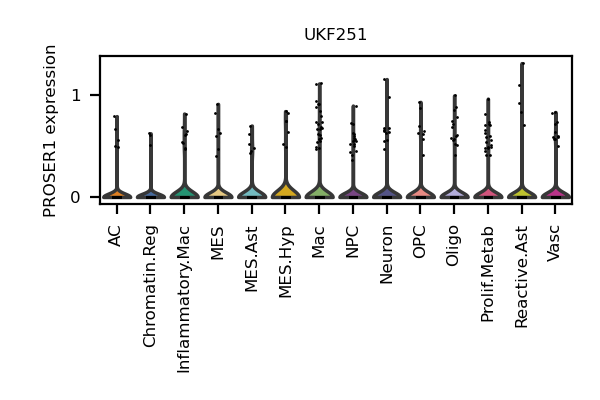 UKF251
PROSER1 expression
1
0
AC
Chromatin.Reg
Inflammatory.Mac
MES
MES.Ast
MES.Hyp
Mac
NPC
Neuron
OPC
Oligo
Prolif.Metab
Reactive.Ast
Vasc